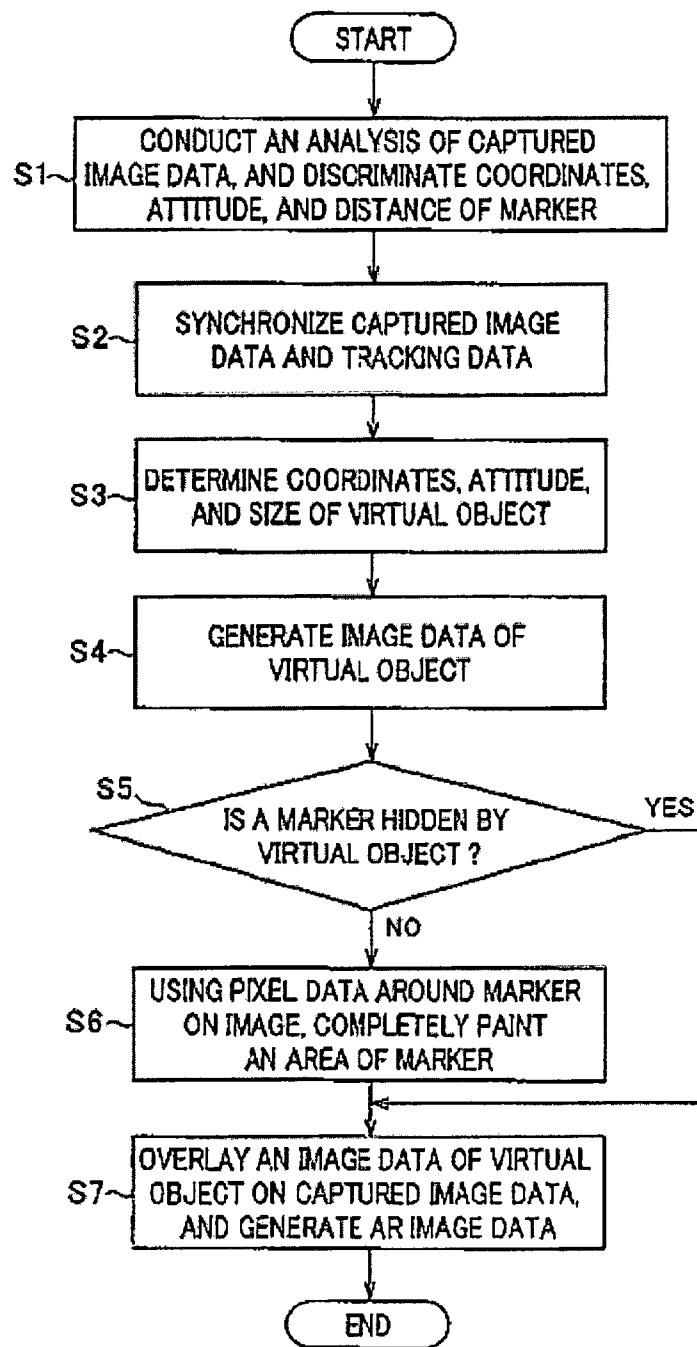 START
S1
CONDUCT AN ANALYSIS OF CAPTURED
IMAGE DATA, AND DISCRIMINATE COORDINATES,
ATTITUDE, AND DISTANCE OF MARKER
S2
SYNCHRONIZE CAPTURED IMAGE
DATA AND TRACKING DATA
S3
DETERMINE COORDINATES, ATTITUDE,
AND SIZE OF VIRTUAL OBJECT
S4
GENERATE IMAGE DATA OF
VIRTUAL OBJECT
S5
IS A MARKER HIDDEN BY
VIRTUAL OBJECT ?
YES
NO
S6
USING PIXEL DATA AROUND MARKER
ON IMAGE, COMPLETELY PAINT
AN AREA OF MARKER
S7
OVERLAY AN IMAGE DATA OF VIRTUAL
OBJECT ON CAPTURED IMAGE DATA,
AND GENERATE AR IMAGE DATA
END